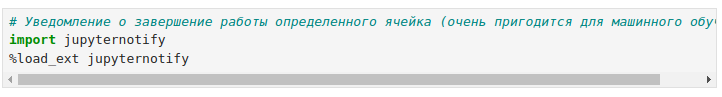 # Уведомление о завершение работы определенного ячейка (очень пригодится для машинного обу
import jupyternotify
%load_ext jupyternotify